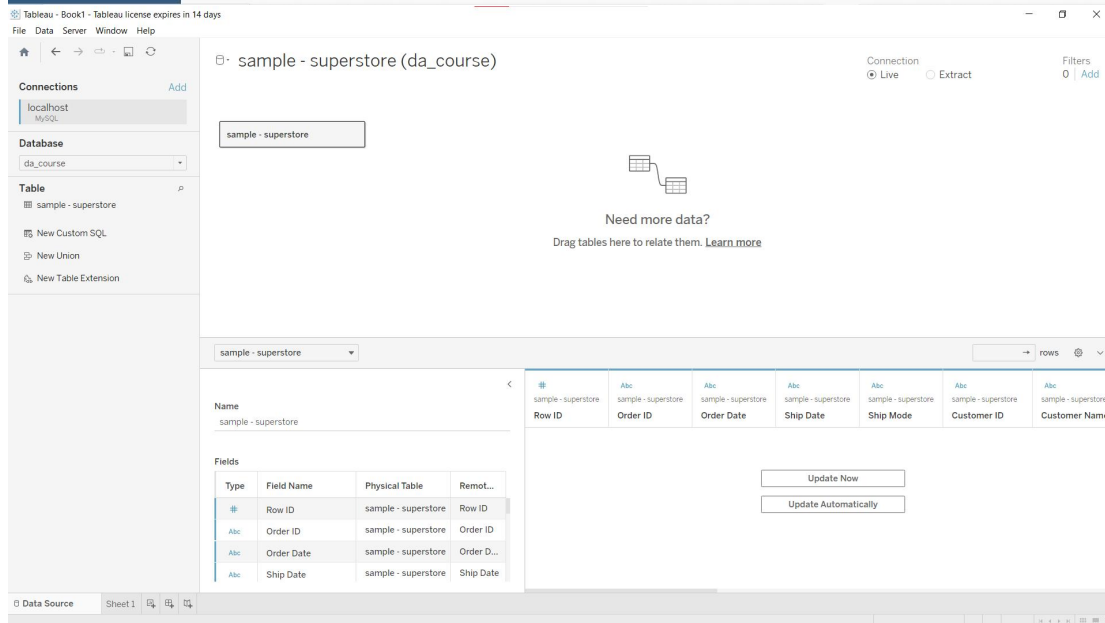 Tableau - Book1 - Tableau license expires in 14 days
File Data Server Window Help
Connections Add
localhost
MySQL
Database
da_course
Table
sample - superstore
New Custom SQL
New Union
New Table Extension
sample - superstore (da_course)
Connection
Live Extract
Filters
0 Add
sample - superstore
Need more data?
Drag tables here to relate them. Learn more
sample - superstore
rows
Name
sample - superstore
Fields
Type Field Name Physical Table Remot...
# Row ID sample - superstore Row ID
Abc Order ID sample - superstore Order ID
Abc Order Date sample - superstore Order D...
Abc Ship Date sample - superstore Ship Date
# Abc Abc Abc Abc Abc Abc
sample - superstore sample - superstore sample - superstore sample - superstore sample - superstore sample - superstore sample - superstore
Row ID Order ID Order Date Ship Date Ship Mode Customer ID Customer Name
Update Now
Update Automatically
Data Source Sheet 1